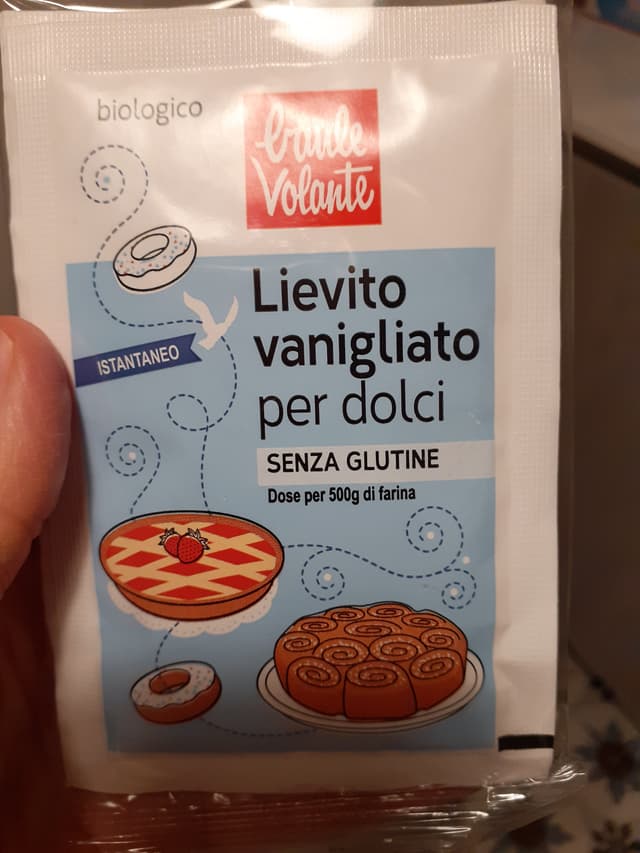 biologico
baule
volante
Lievito
vanigliato
per dolci
ISTANTANEO
SENZA GLUTINE
Dose per 500g di farina